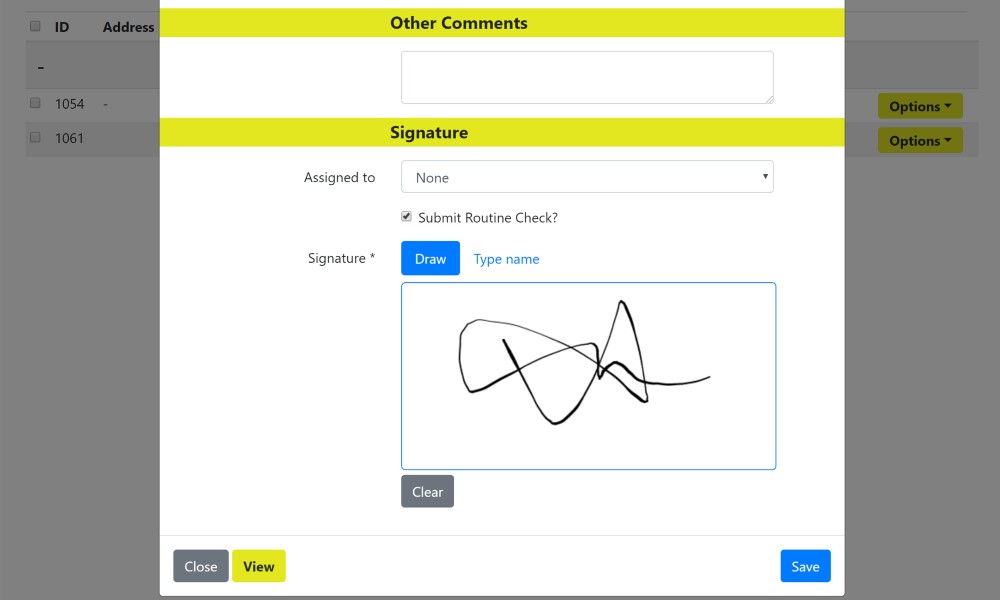 ID Address
-
1054 - Options
1061 Options
Other Comments
Signature
Assigned to None
Submit Routine Check?
Signature * Draw Type name
Clear
Close View Save